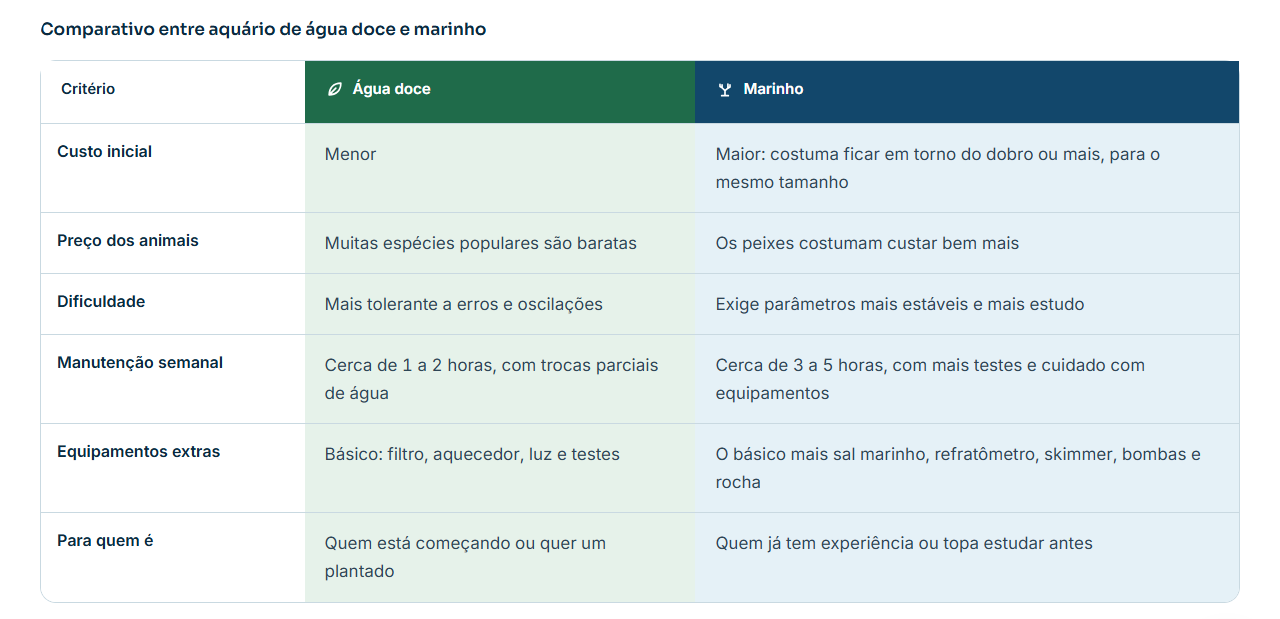 Comparativo entre aquário de água doce e marinho
Critério
Água doce
Marinho
Custo inicial
Menor
Maior: costuma ficar em torno do dobro ou mais, para o
mesmo tamanho
Preço dos animais
Muitas espécies populares são baratas
Os peixes costumam custar bem mais
Dificuldade
Mais tolerante a erros e oscilações
Exige parâmetros mais estáveis e mais estudo
Manutenção semanal
Cerca de 1 a 2 horas, com trocas parciais
de água
Cerca de 3 a 5 horas, com mais testes e cuidado com
equipamentos
Equipamentos extras
Básico: filtro, aquecedor, luz e testes
O básico mais sal marinho, refratômetro, skimmer, bombas e
rocha
Para quem é
Quem está começando ou quer um
plantado
Quem já tem experiência ou topa estudar antes